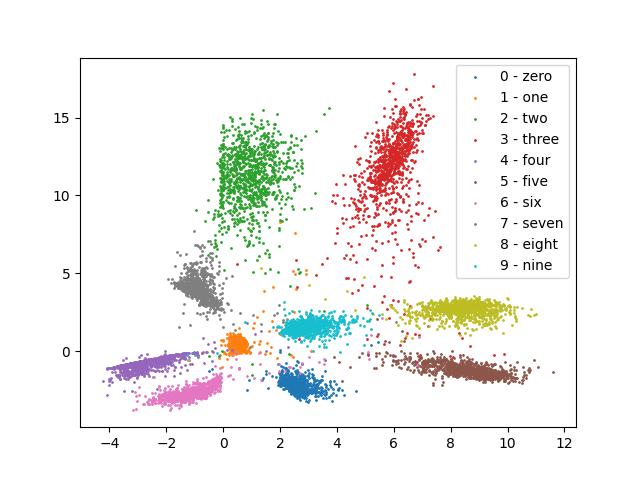 15
10
5
0
−4
−2
0
2
4
6
8
10
12
0 - zero
1 - one
2 - two
3 - three
4 - four
5 - five
6 - six
7 - seven
8 - eight
9 - nine